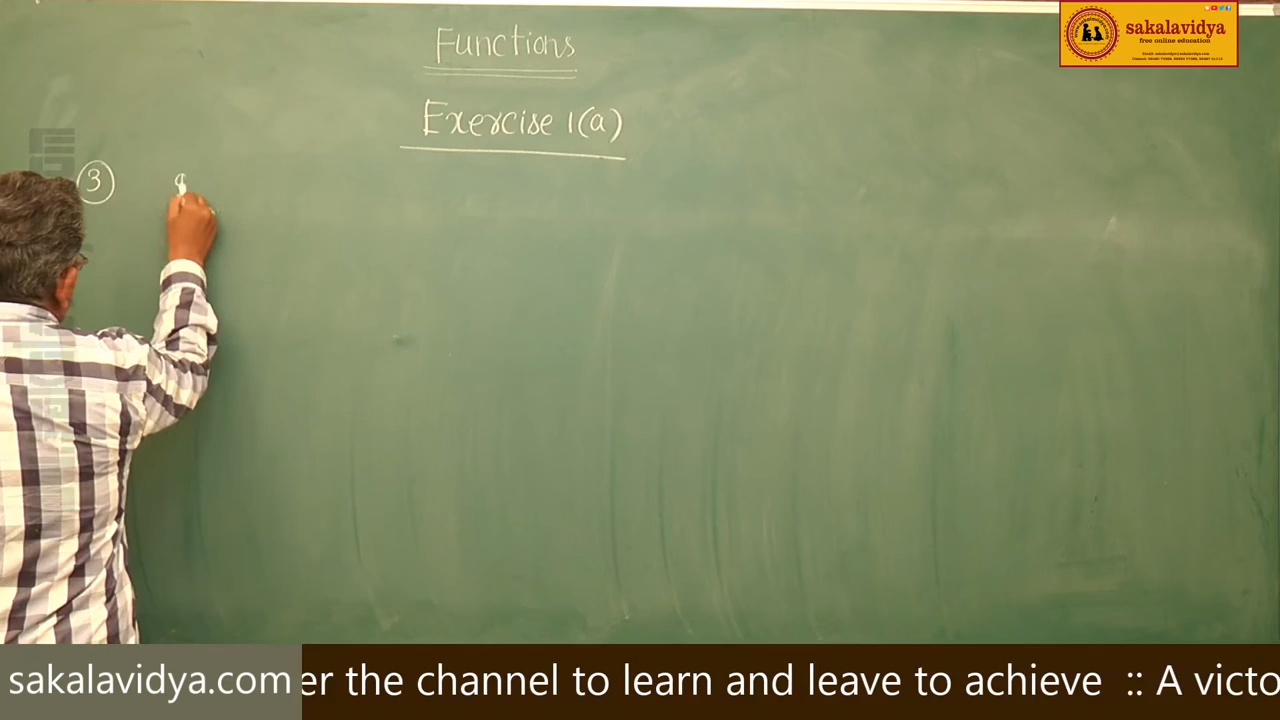 Functions
Exercise 1(a)
3
sakalavidya
free online education
sakalavidya.com
er the channel to learn and leave to achieve :: A victo